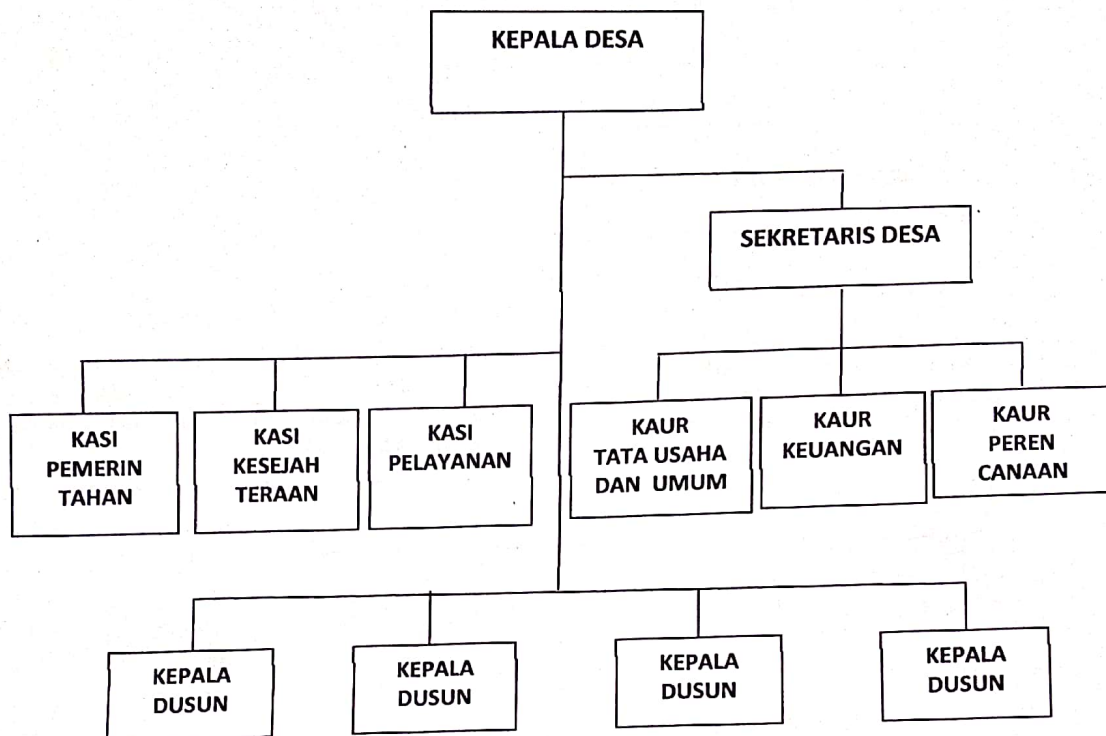 KEPALA DESA
SEKRETARIS DESA
KASI
PEMERIN
TAHAN
KASI
KESEJAH
TERAAN
KASI
PELAYANAN
KAUR
TATA USAHA
DAN UMUM
KAUR
KEUANGAN
KAUR
PEREN
CANAAN
KEPALA
DUSUN
KEPALA
DUSUN
KEPALA
DUSUN
KEPALA
DUSUN